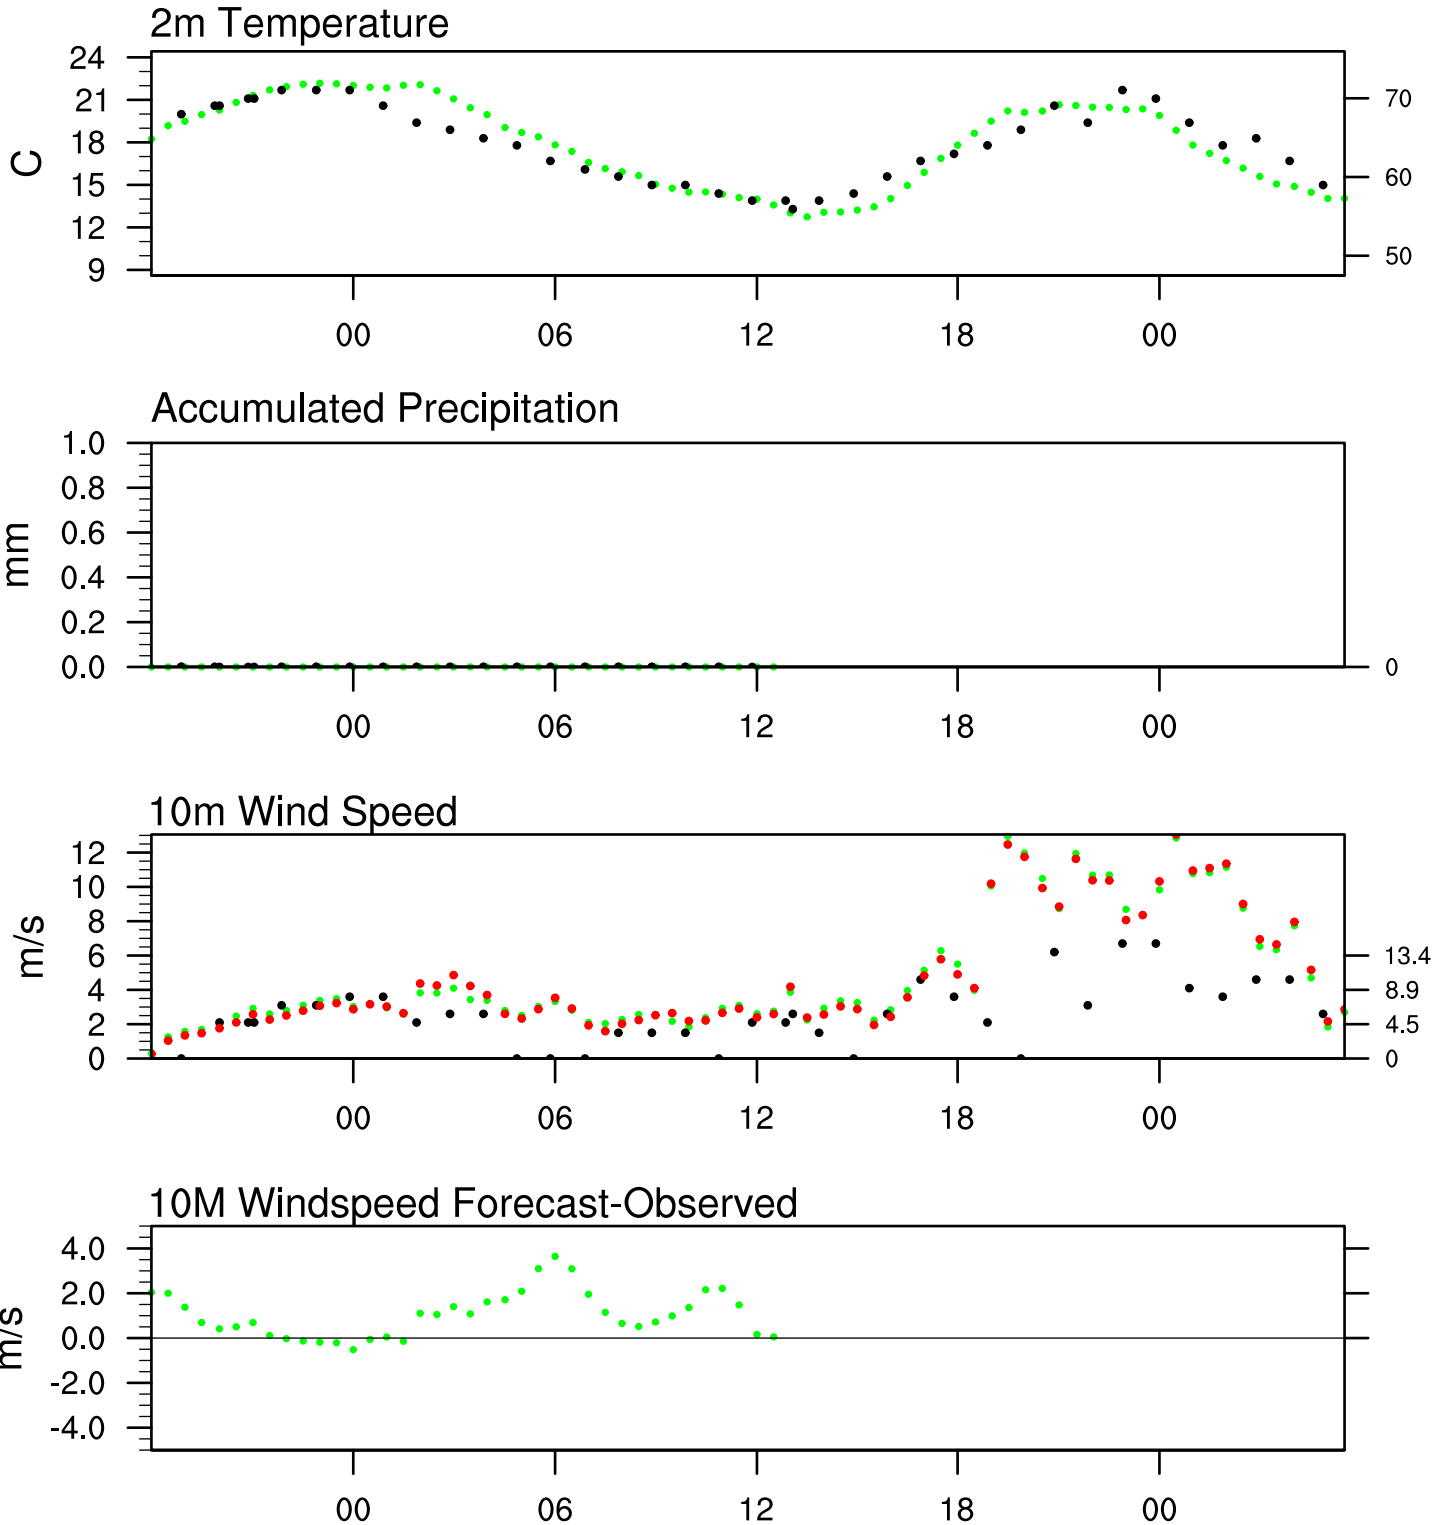 2m Temperature
24
21
18
15
12
9
C
70
60
50
00 06 12 18 00
Accumulated Precipitation
1.0
0.8
0.6
0.4
0.2
0.0
mm
0
00 06 12 18 00
10m Wind Speed
12
10
8
6
4
2
0
m/s
13.4
8.9
4.5
0
00 06 12 18 00
10M Windspeed Forecast-Observed
4.0
2.0
0.0
-2.0
-4.0
m/s
00 06 12 18 00